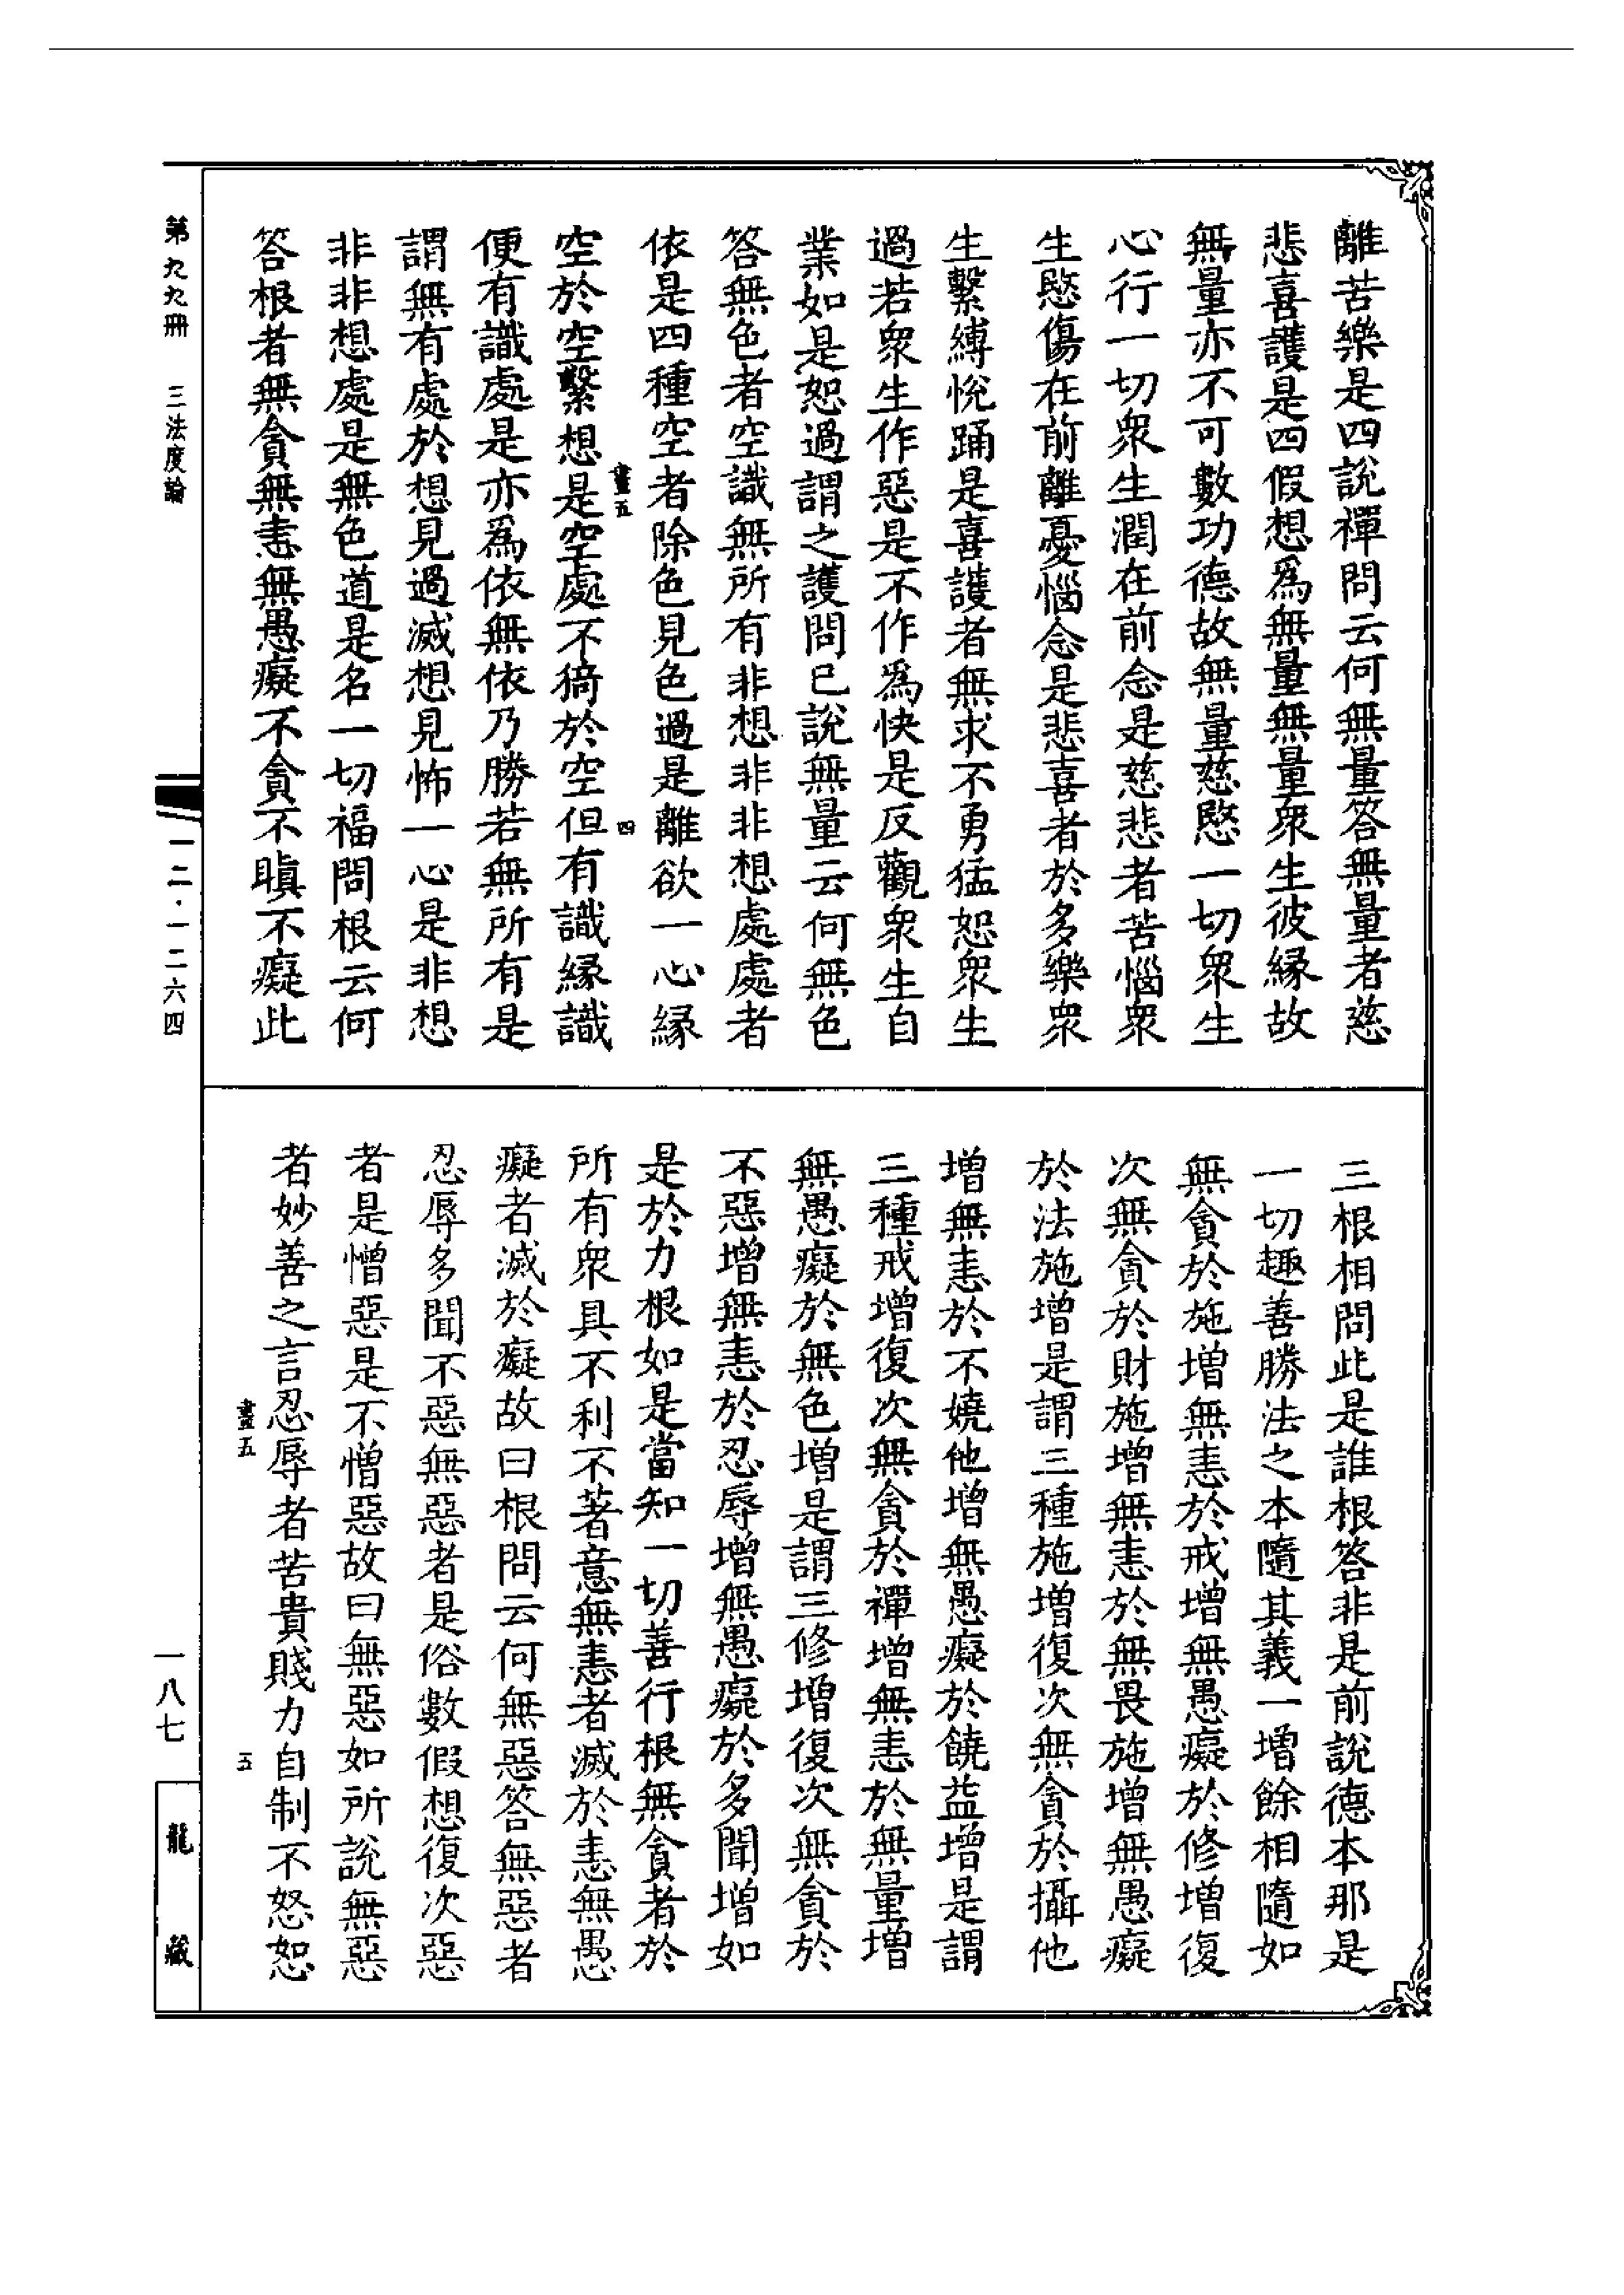 離苦樂是四說禪問云何無量答無量者慈
悲喜護是四假想爲無量無量衆生彼緣故
無量亦不可數功德故無量慈愍一切衆生
心行一切衆生潤在前念是慈悲者苦惱衆
生愍傷在前離憂惱念是悲喜者於多樂衆
生繫縛悅踊是喜護者無求不勇猛恕衆生
過若衆生作惡是不作爲快是反觀衆生自
業如是恕過謂之護問已說無量云何無色
答無色者空識無所有非想非非想處處者
依是四種空者除色見色過是離欲一心緣
畫五
四
空於空繫想是空處不猗於空但有識緣識
便有識處是亦爲依無依乃勝若無所有是
謂無有處於想見過滅想見怖一心是非想
非非想處是無色道是名一切福問根云何
答根者無貪無恚無愚癡不貪不瞋不癡此
三根相問此是誰根答非是前說德本那是
一切趣善勝法之本隨其義一增餘相隨如
無貪於施增無恚於戒增無愚癡於修增復
次無貪於財施增無恚於無畏施增無愚癡
於法施增是謂三種施增復次無貪於攝他
增無恚於不嬈他增無愚癡於饒益增是謂
三種戒增復次無貪於禪增無恚於無量增
無愚癡於無色增是謂三修增復次無貪於
不惡增無恚於忍辱增無愚癡於多聞增如
是於力根如是當知一切善行根無貪者於
所有衆具不利不著意無恚者滅於恚無愚
癡者滅於癡故曰根問云何無惡答無惡者
忍辱多聞不惡無惡者是俗數假想復次惡
者是憎惡是不憎惡故曰無惡如所說無惡
者妙善之言忍辱者苦貴賤力自制不怒恕
畫五
五
第九九冊 三法度論
一二·一二六四
一八七
龍藏